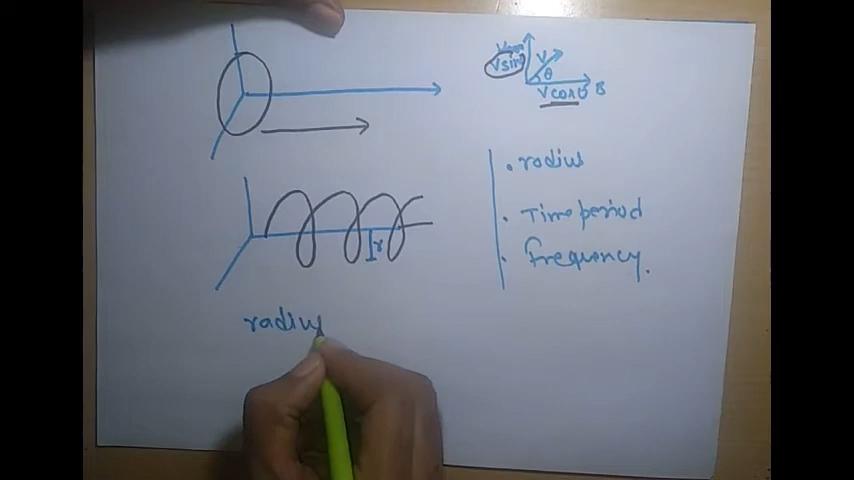 V sinθ
V
θ
V cosθ B
. radius
. Time period
. Frequency.
r
radius